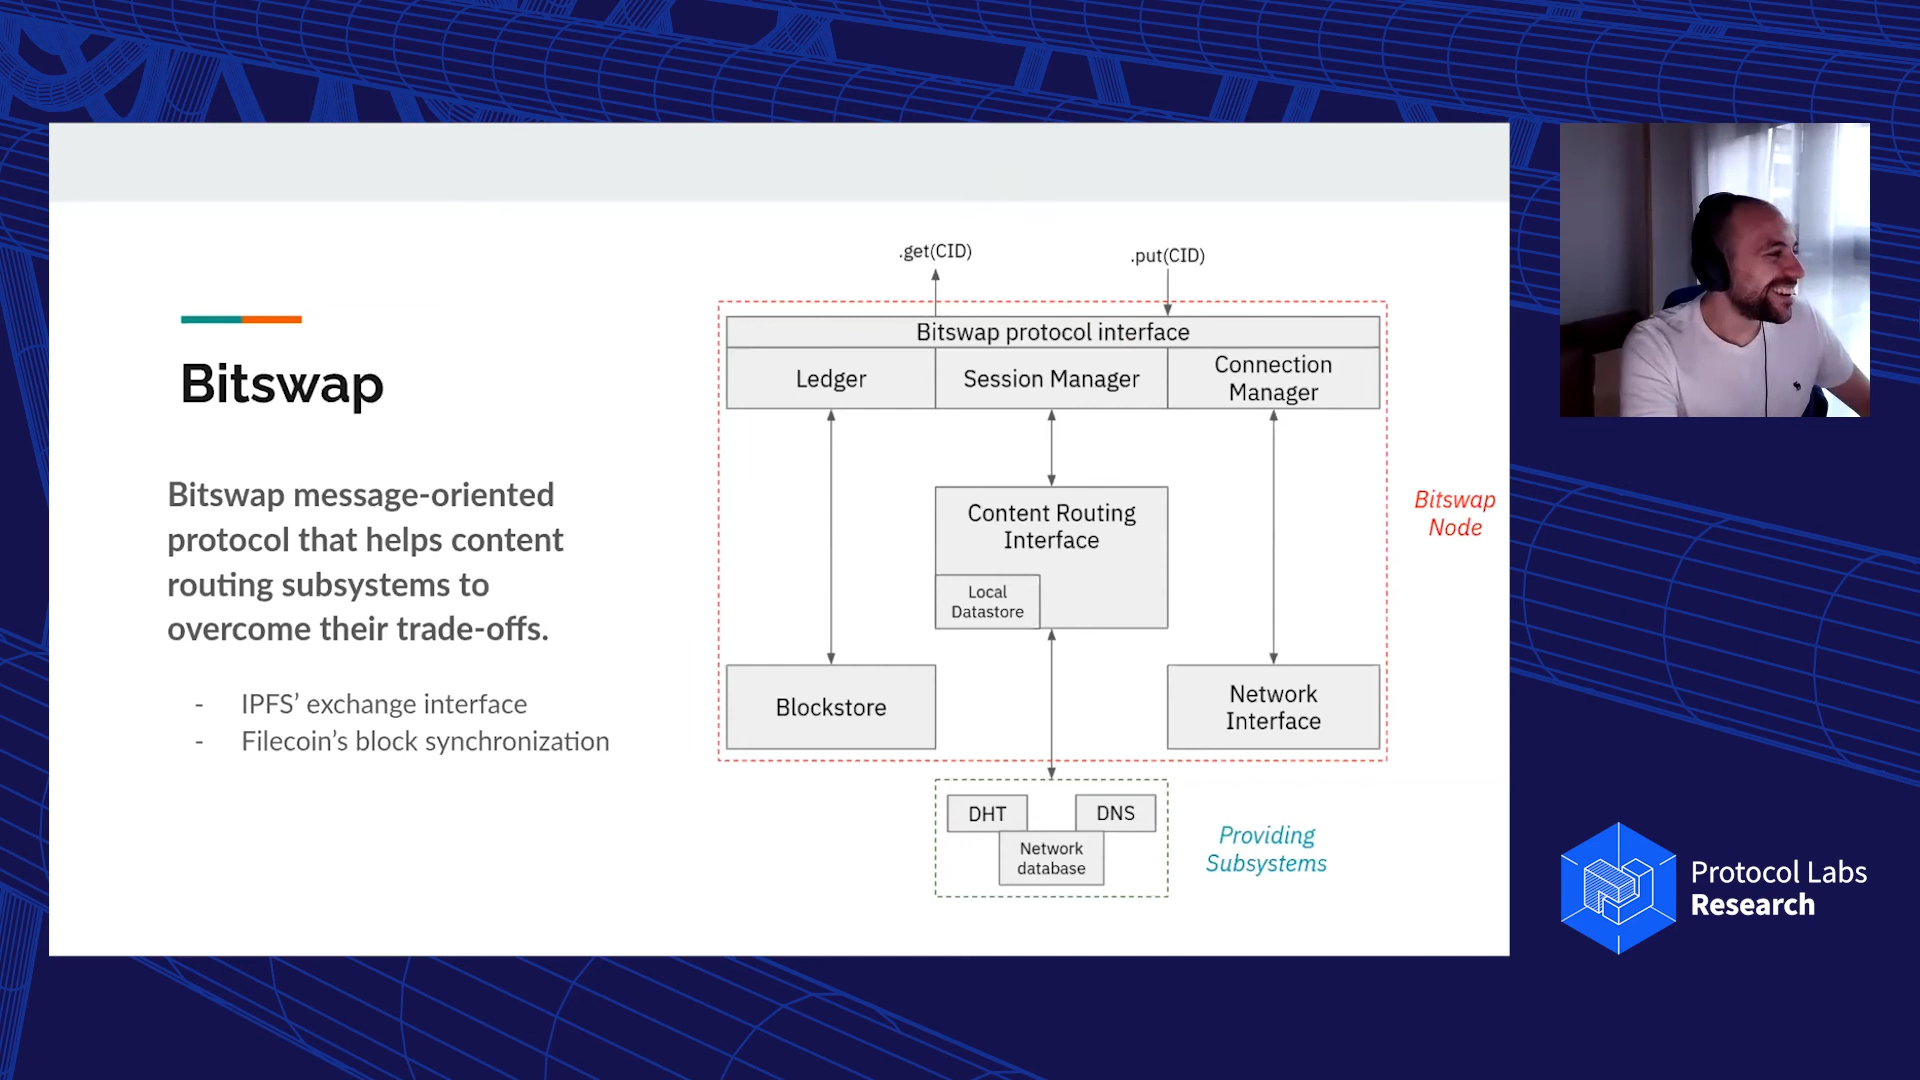 Bitswap
Bitswap message-oriented
protocol that helps content
routing subsystems to
overcome their trade-offs.
- IPFS’ exchange interface
- Filecoin’s block synchronization
.get(CID)
.put(CID)
Bitswap protocol interface
Ledger
Session Manager
Connection
Manager
Content Routing
Interface
Local
Datastore
Blockstore
Network
Interface
Bitswap
Node
DHT
DNS
Network
database
Providing
Subsystems
Protocol Labs
Research